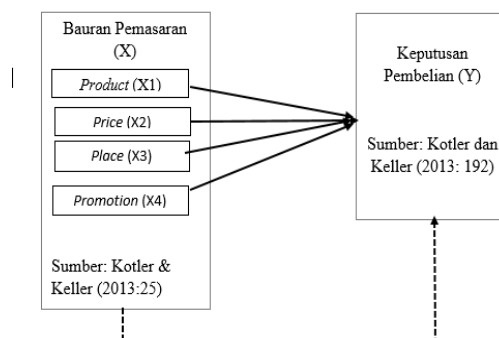 Bauran Pemasaran
(X)
Product (X1)
Price (X2)
Place (X3)
Promotion (X4)
Sumber: Kotler &
Keller (2013:25)
Keputusan
Pembelian (Y)
Sumber: Kotler dan
Keller (2013: 192)